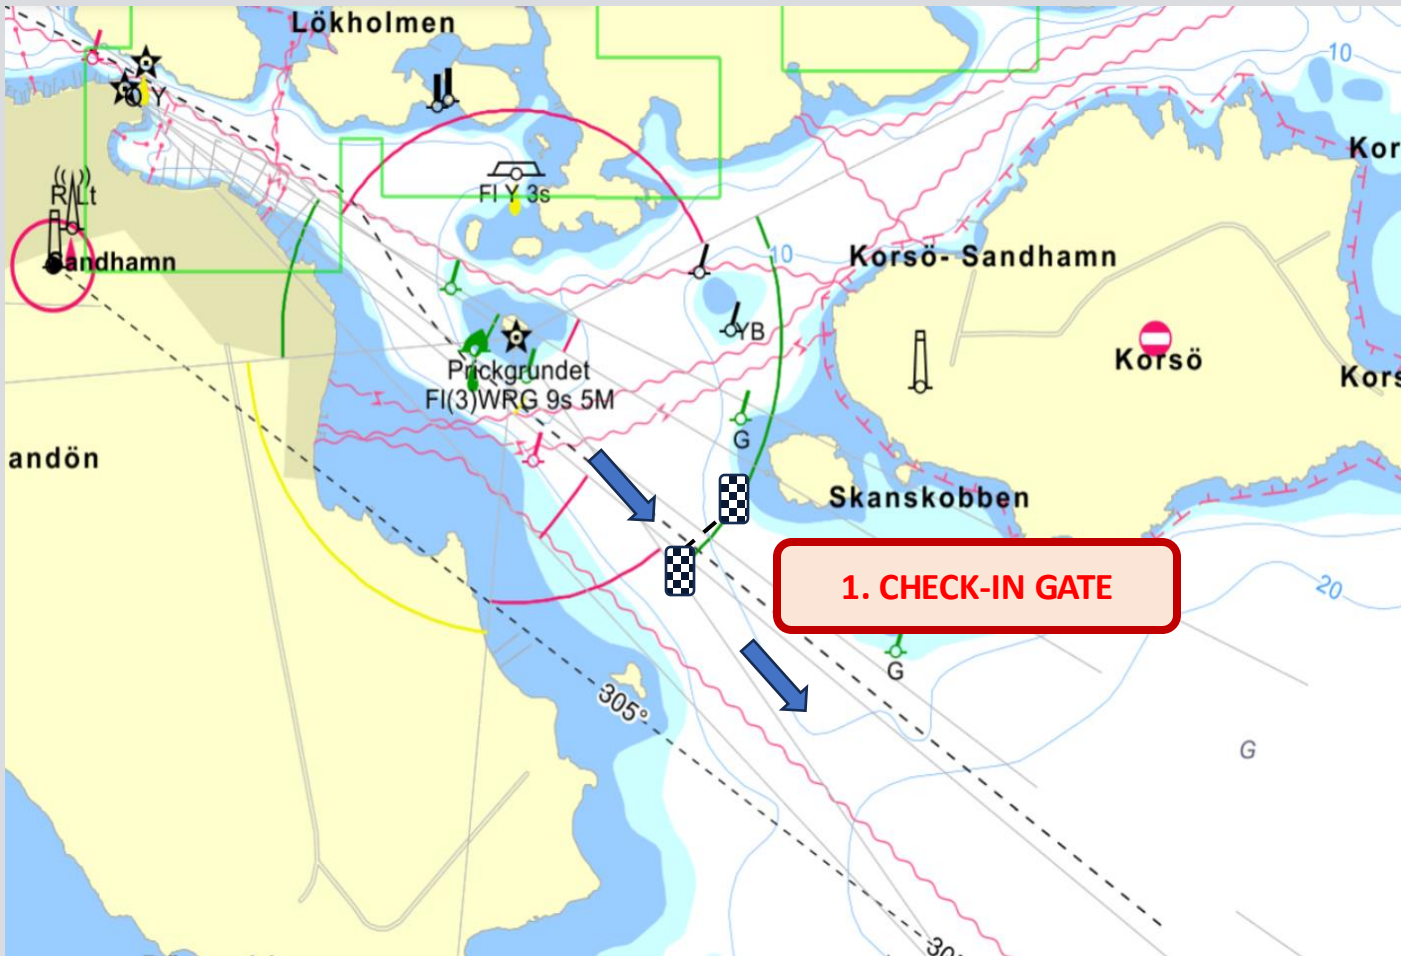 Lökholmen
10
Q Y
Kor
R Lt
Fl Y 3s
Sandhamn
10
Korsö- Sandhamn
YB
Korsö
Prickgrundet
Fl(3)WRG 9s 5M
Kors
G
andön
Skanskobben
1. CHECK-IN GATE
20
G
305°
G